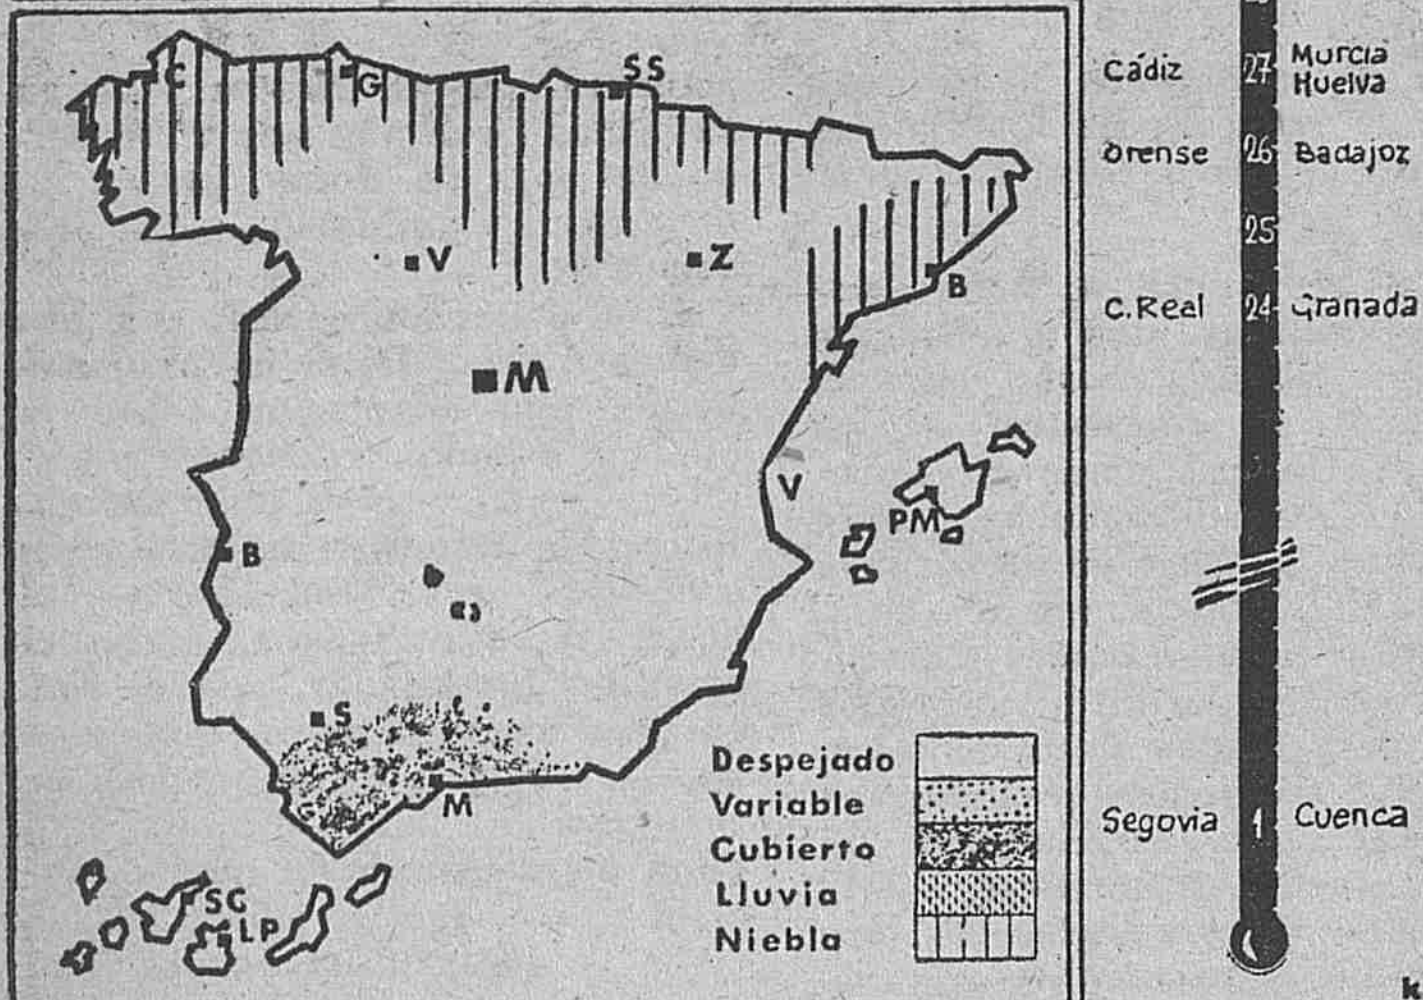 C
G
SS
V
Z
B
M
V
PM
B
S
M
SC
LP
Despejado
Variable
Cubierto
Lluvia
Niebla
Cádiz 27 Murcia
Huelva
Orense 26 Badajoz
25
C.Real 24 Granada
Segovia 1 Cuenca
k